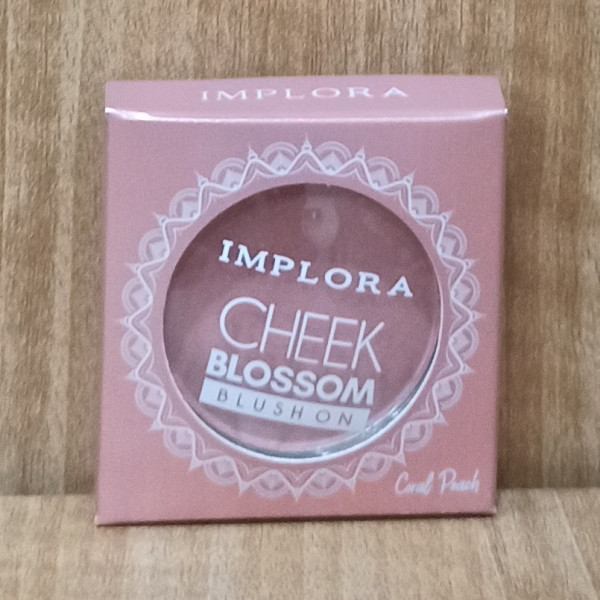 IMPLORA
IMPLORA
CHEEK
BLOSSOM
BLUSH ON
Coral Peach